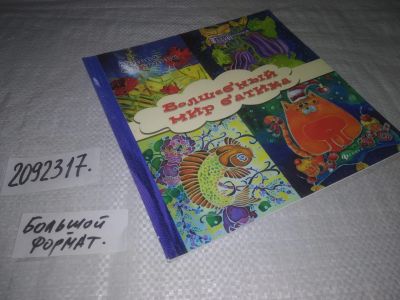 Волшебный
мир батика
2092317.
БОЛЬШОЙ
ФОРМАТ.